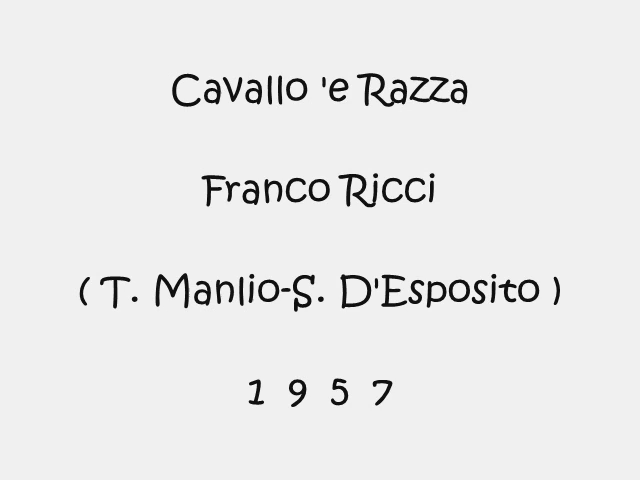 Cavallo 'e Razza
Franco Ricci
( T. Manlio-S. D'Esposito )
1 9 5 7